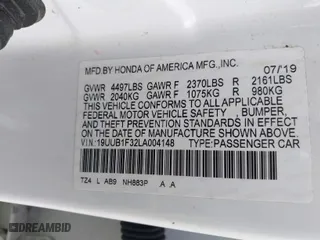 MFD.BY HONDA OF AMERICA MFG.,INC. 07/19
GVWR 4497LBS GAWR F 2370LBS R 2161LBS
GVWR 2040KG GAWR F 1075KG R 980KG
THIS VEHICLE CONFORMS TO ALL APPLICABLE
FEDERAL MOTOR VEHICLE SAFETY, BUMPER,
AND THEFT PREVENTION STANDARDS IN EFFECT
ON THE DATE OF MANUFACTURE SHOWN ABOVE.
V.I.N:19UUB1F32LA004148 TYPE:PASSENGER CAR
TZ4 L AB9 NH883P A A
DREAMBID